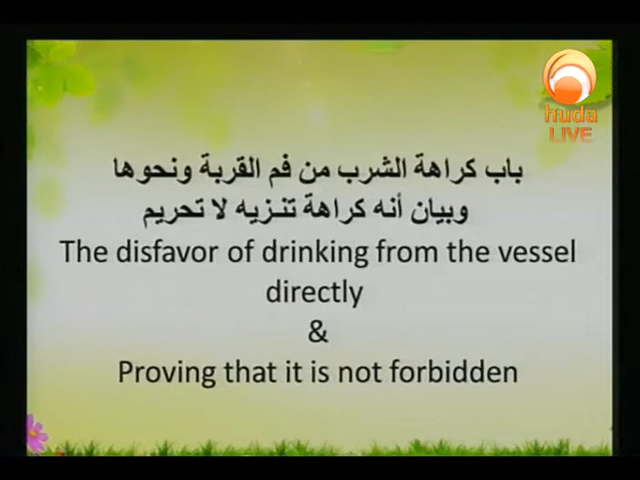 huda
LIVE
باب كراهة الشرب من فم القربة ونحوها
وبيان أنه كراهة تنـزيه لا تحريم
The disfavor of drinking from the vessel
directly
&
Proving that it is not forbidden